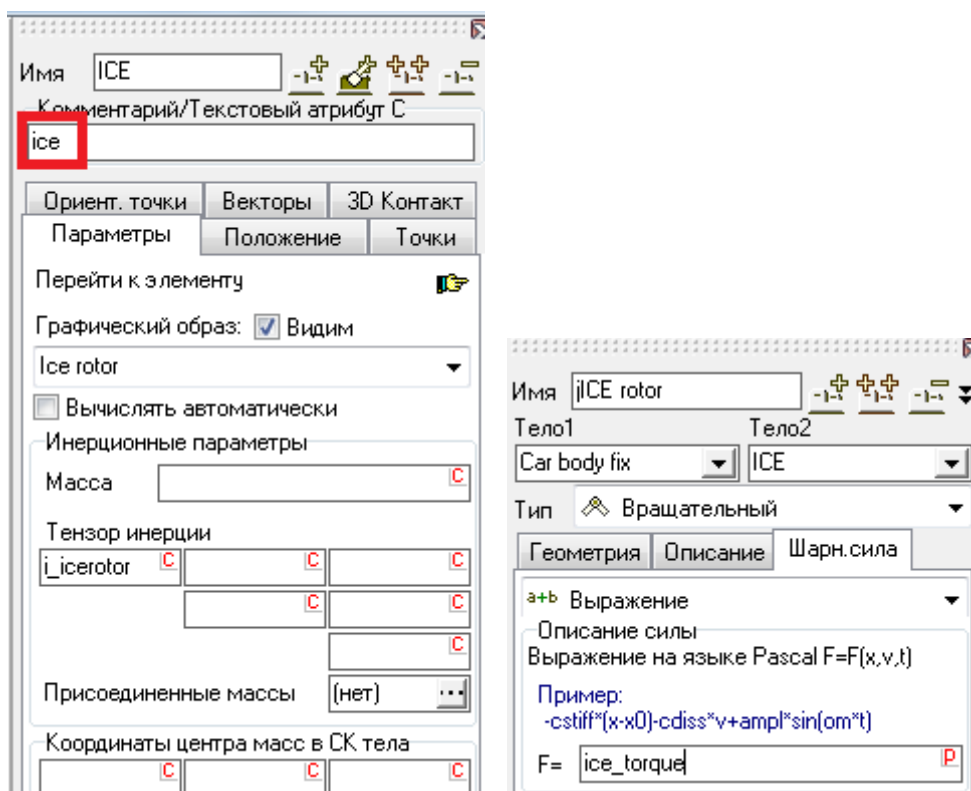 Имя ICE
Комментарий/Текстовый атрибут C
ice
Ориент. точки Векторы 3D Контакт
Параметры Положение Точки
Перейти к элементу
Графический образ: Видим
Ice rotor
Вычислять автоматически
Инерционные параметры
Масса C
Тензор инерции
i_icerotor C C C
C C
C
Присоединенные массы (нет) ...
Координаты центра масс в СК тела
C C C
Имя jICE rotor
Тело1 Тело2
Car body fix ICE
Тип Вращательный
Геометрия Описание Шарн.сила
a+b Выражение
Описание силы
Выражение на языке Pascal F=F(x,v,t)
Пример:
-cstiff*(x-x0)-cdiss*v+ampl*sin(om*t)
F= ice_torque P